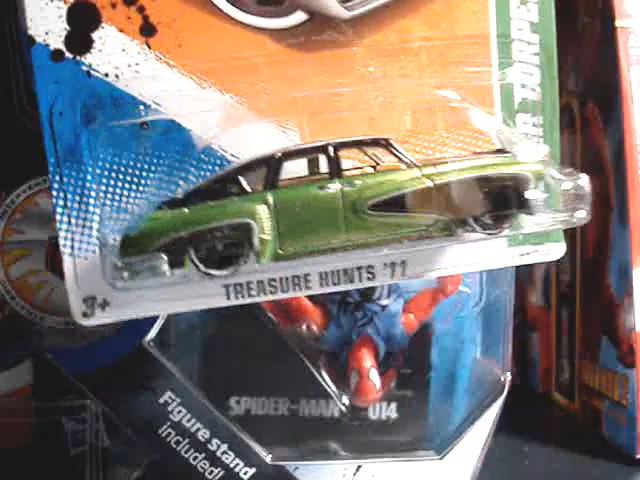 TREASURE HUNTS '11
3+
SPIDER-MAN 014
Figure stand
included!